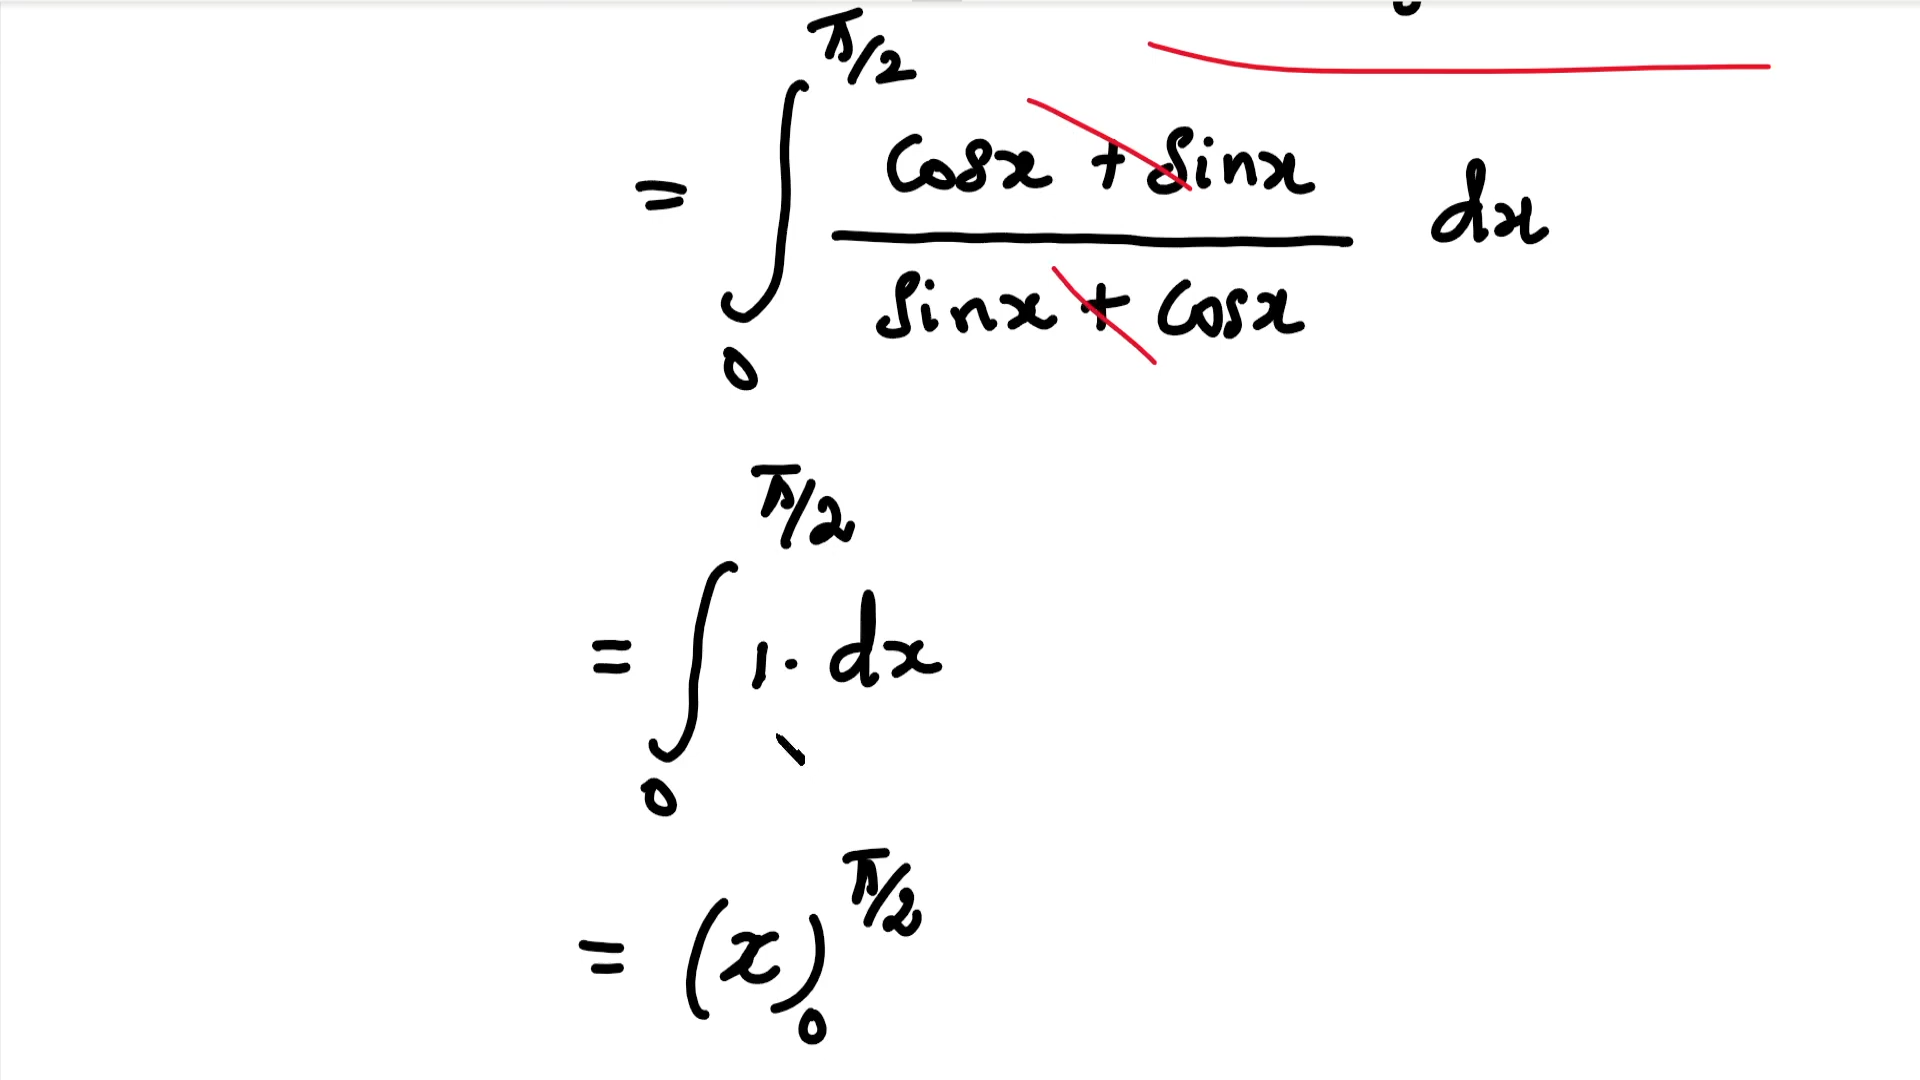 = ∫₀^{π/2} (Cosx + Sinx)/(Sinx + Cosx) dx
= ∫₀^{π/2} 1. dx
= (x)₀^{π/2}